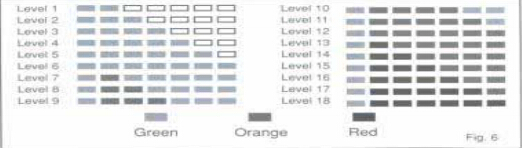 Level 1
Level 2
Level 3
Level 4
Level 5
Level 6
Level 7
Level 8
Level 9
Level 10
Level 11
Level 12
Level 13
Level 14
Level 15
Level 16
Level 17
Level 18
Green Orange Red
Fig. 6